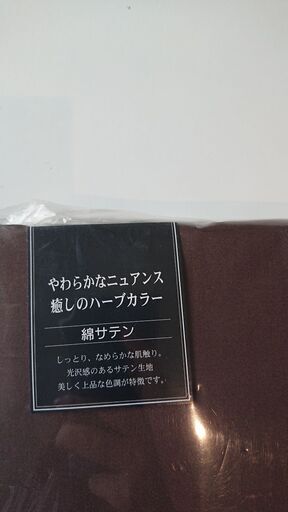 やわらかなニュアンス
癒しのハーブカラー
綿サテン
しっとり、なめらかな肌触り。
光沢感のあるサテン生地
美しく上品な色調が特徴です。